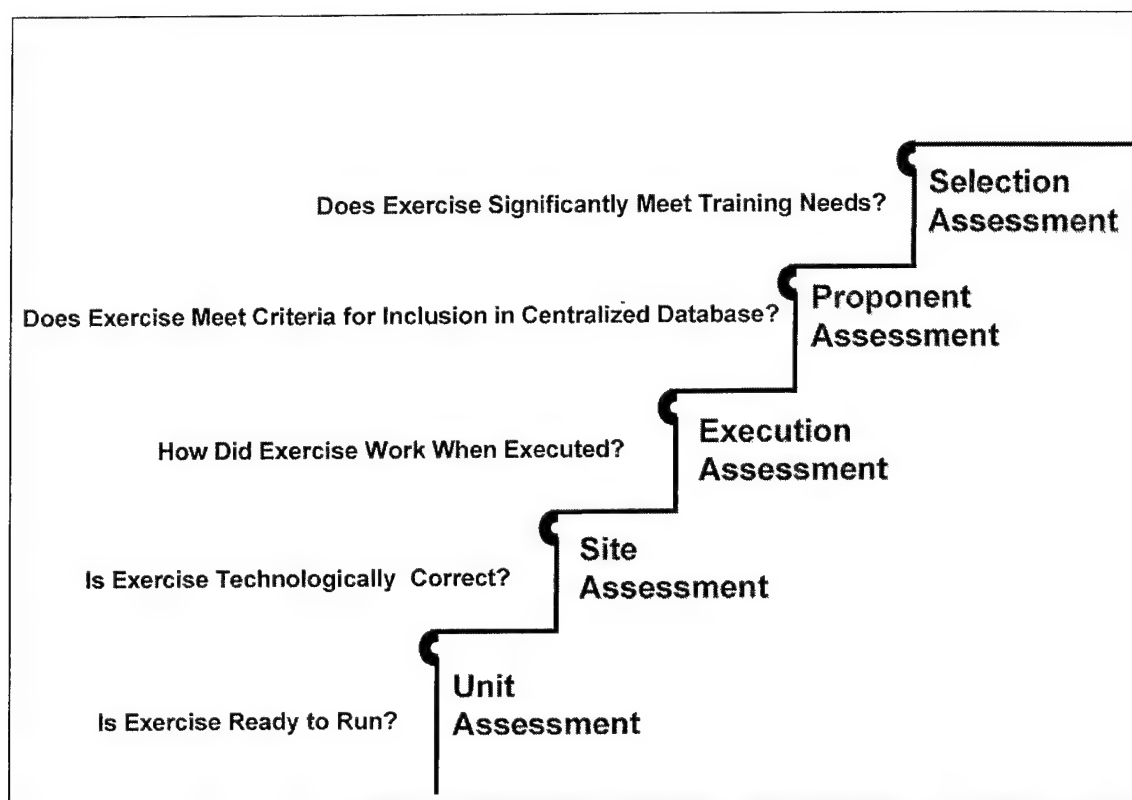 Does Exercise Significantly Meet Training Needs?
Selection
Assessment
Does Exercise Meet Criteria for Inclusion in Centralized Database?
Proponent
Assessment
How Did Exercise Work When Executed?
Execution
Assessment
Is Exercise Technologically Correct?
Site
Assessment
Is Exercise Ready to Run?
Unit
Assessment